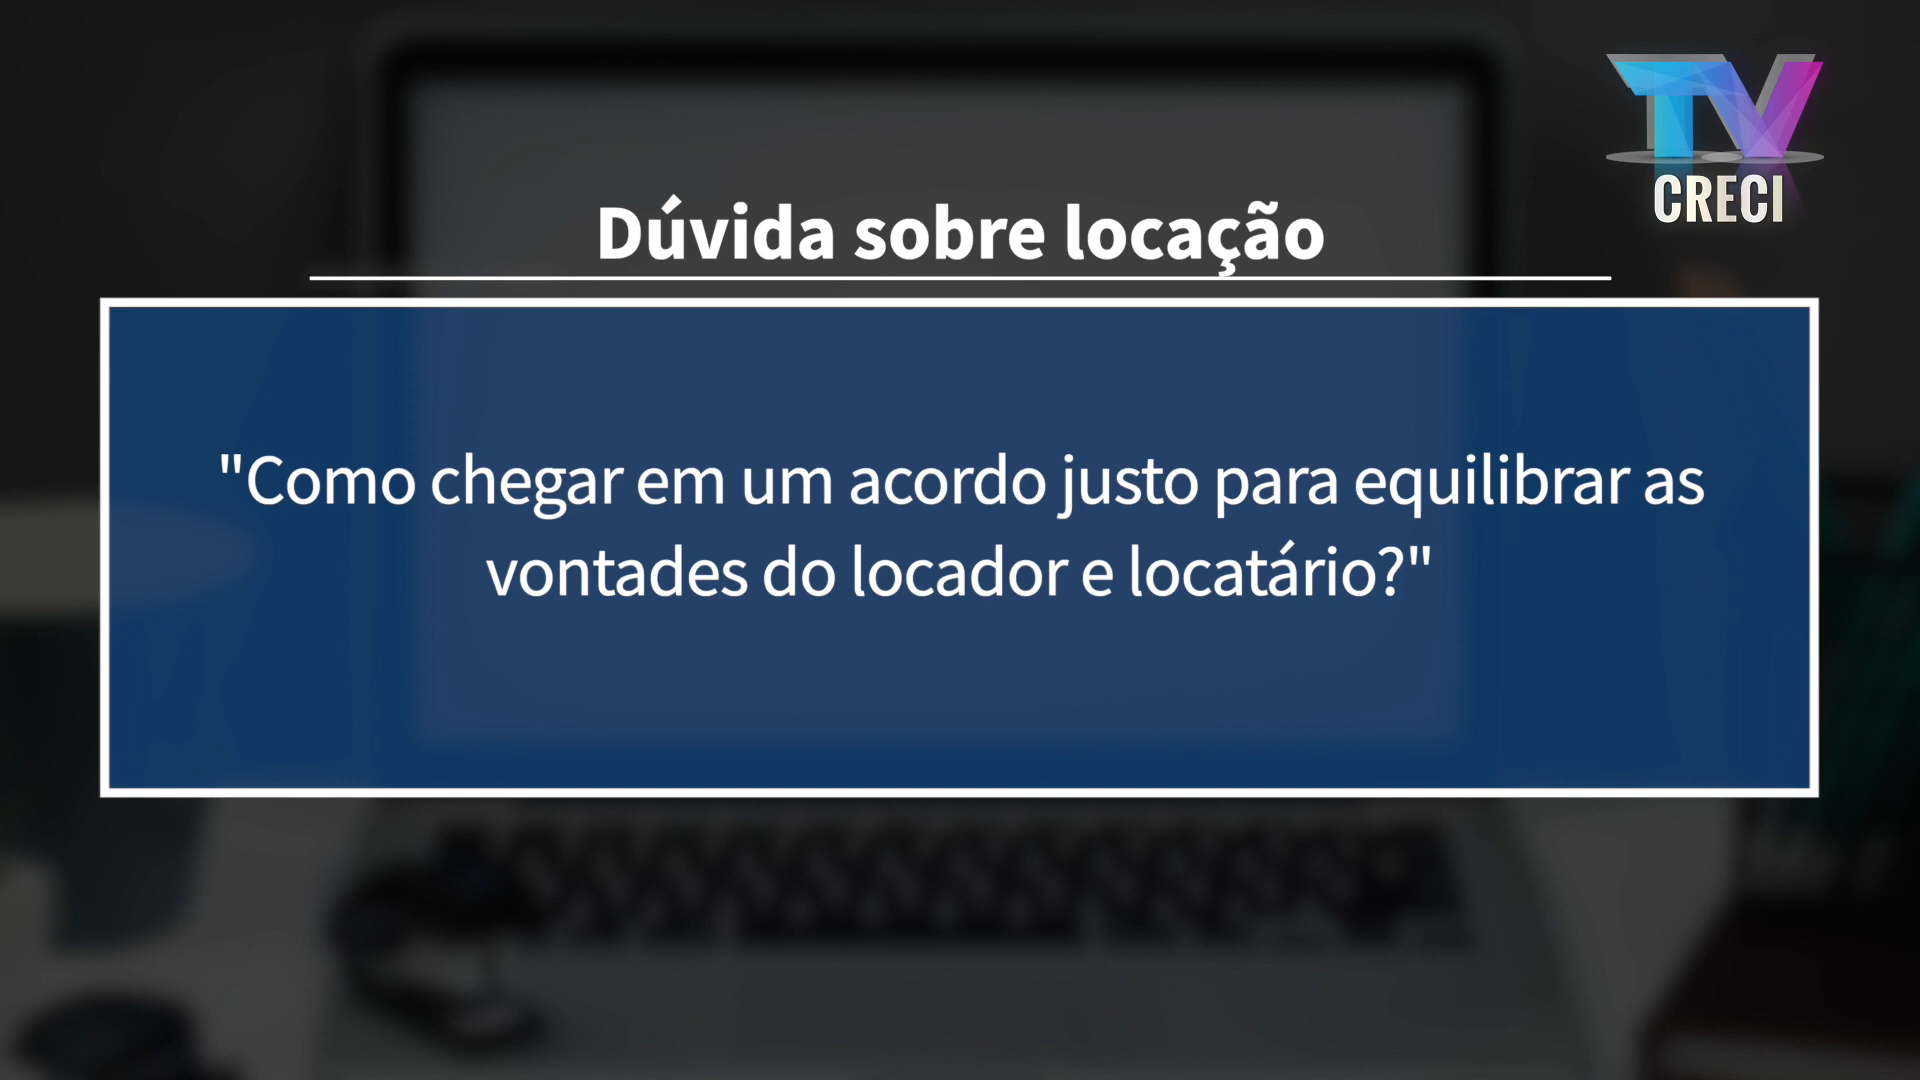 TV
CRECI
Dúvida sobre locação
"Como chegar em um acordo justo para equilibrar as
vontades do locador e locatário?"